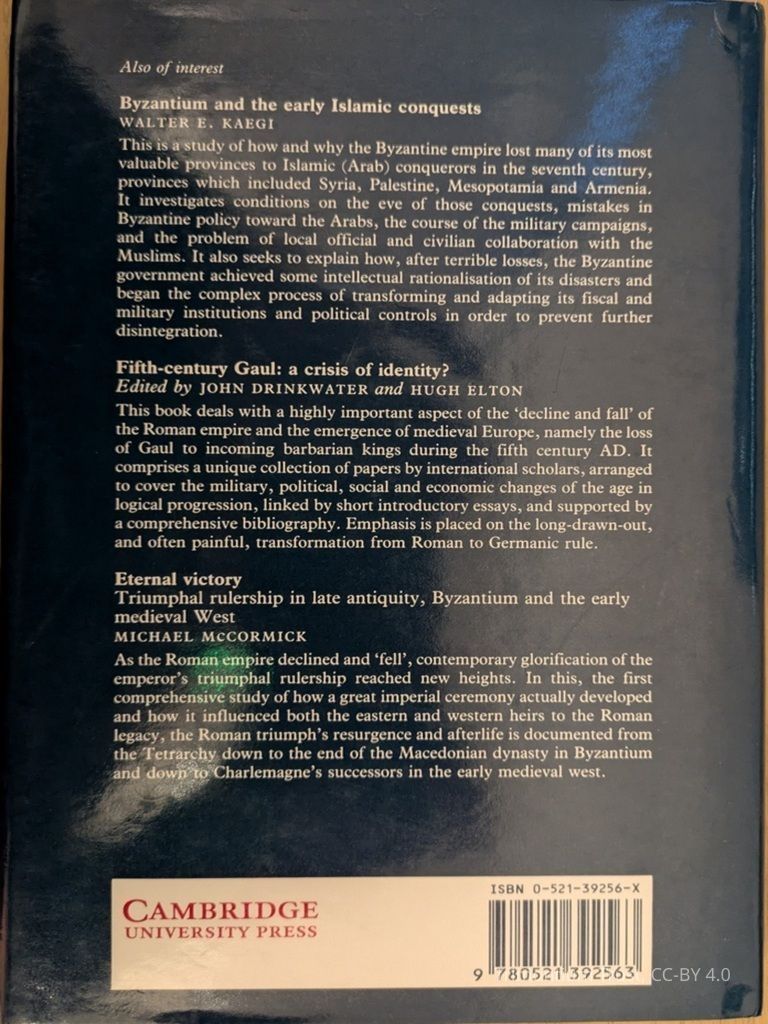 Also of interest
Byzantium and the early Islamic conquests
WALTER E. KAEGI
This is a study of how and why the Byzantine empire lost many of its most
valuable provinces to Islamic (Arab) conquerors in the seventh century,
provinces which included Syria, Palestine, Mesopotamia and Armenia.
It investigates conditions on the eve of those conquests, mistakes in
Byzantine policy toward the Arabs, the course of the military campaigns,
and the problem of local official and civilian collaboration with the
Muslims. It also seeks to explain how, after terrible losses, the Byzantine
government achieved some intellectual rationalisation of its disasters and
began the complex process of transforming and adapting its fiscal and
military institutions and political controls in order to prevent further
disintegration.
Fifth-century Gaul: a crisis of identity?
Edited by JOHN DRINKWATER and HUGH ELTON
This book deals with a highly important aspect of the 'decline and fall' of
the Roman empire and the emergence of medieval Europe, namely the loss
of Gaul to incoming barbarian kings during the fifth century AD. It
comprises a unique collection of papers by international scholars, arranged
to cover the military, political, social and economic changes of the age in
logical progression, linked by short introductory essays, and supported by
a comprehensive bibliography. Emphasis is placed on the long-drawn-out,
and often painful, transformation from Roman to Germanic rule.
Eternal victory
Triumphal rulership in late antiquity, Byzantium and the early
medieval West
MICHAEL McCORMICK
As the Roman empire declined and 'fell', contemporary glorification of the
emperor's triumphal rulership reached new heights. In this, the first
comprehensive study of how a great imperial ceremony actually developed
and how it influenced both the eastern and western heirs to the Roman
legacy, the Roman triumph's resurgence and afterlife is documented from
the Tetrarchy down to the end of the Macedonian dynasty in Byzantium
and down to Charlemagne's successors in the early medieval west.
CAMBRIDGE
UNIVERSITY PRESS
ISBN 0-521-39256-X
9 780521 392563
CC-BY 4.0